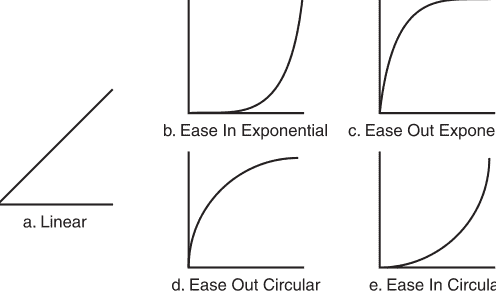 b. Ease In Exponential
c. Ease Out Expone
a. Linear
d. Ease Out Circular
e. Ease In Circula